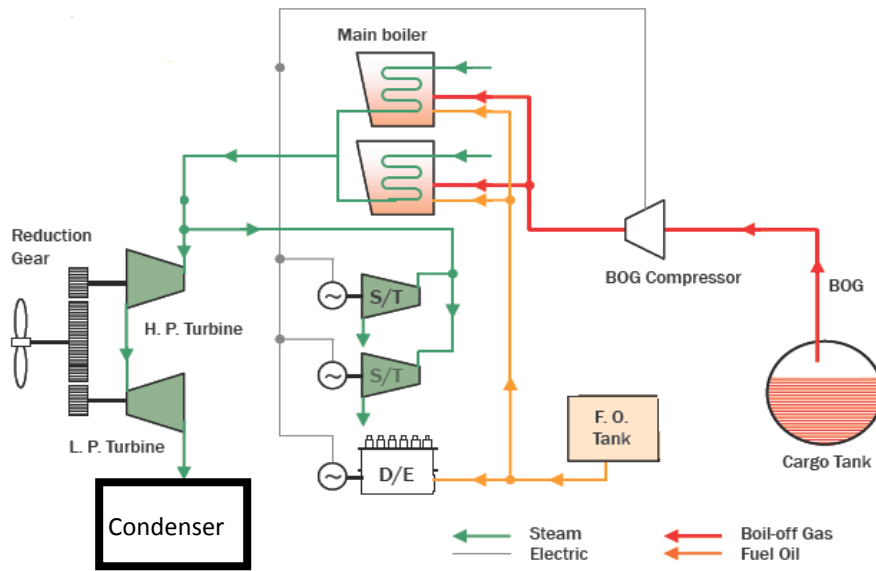 Main boiler
Reduction
Gear
BOG Compressor
BOG
S/T
H. P. Turbine
S/T
F. O.
Tank
L. P. Turbine
D/E
Cargo Tank
Condenser
Steam
Boil-off Gas
Electric
Fuel Oil